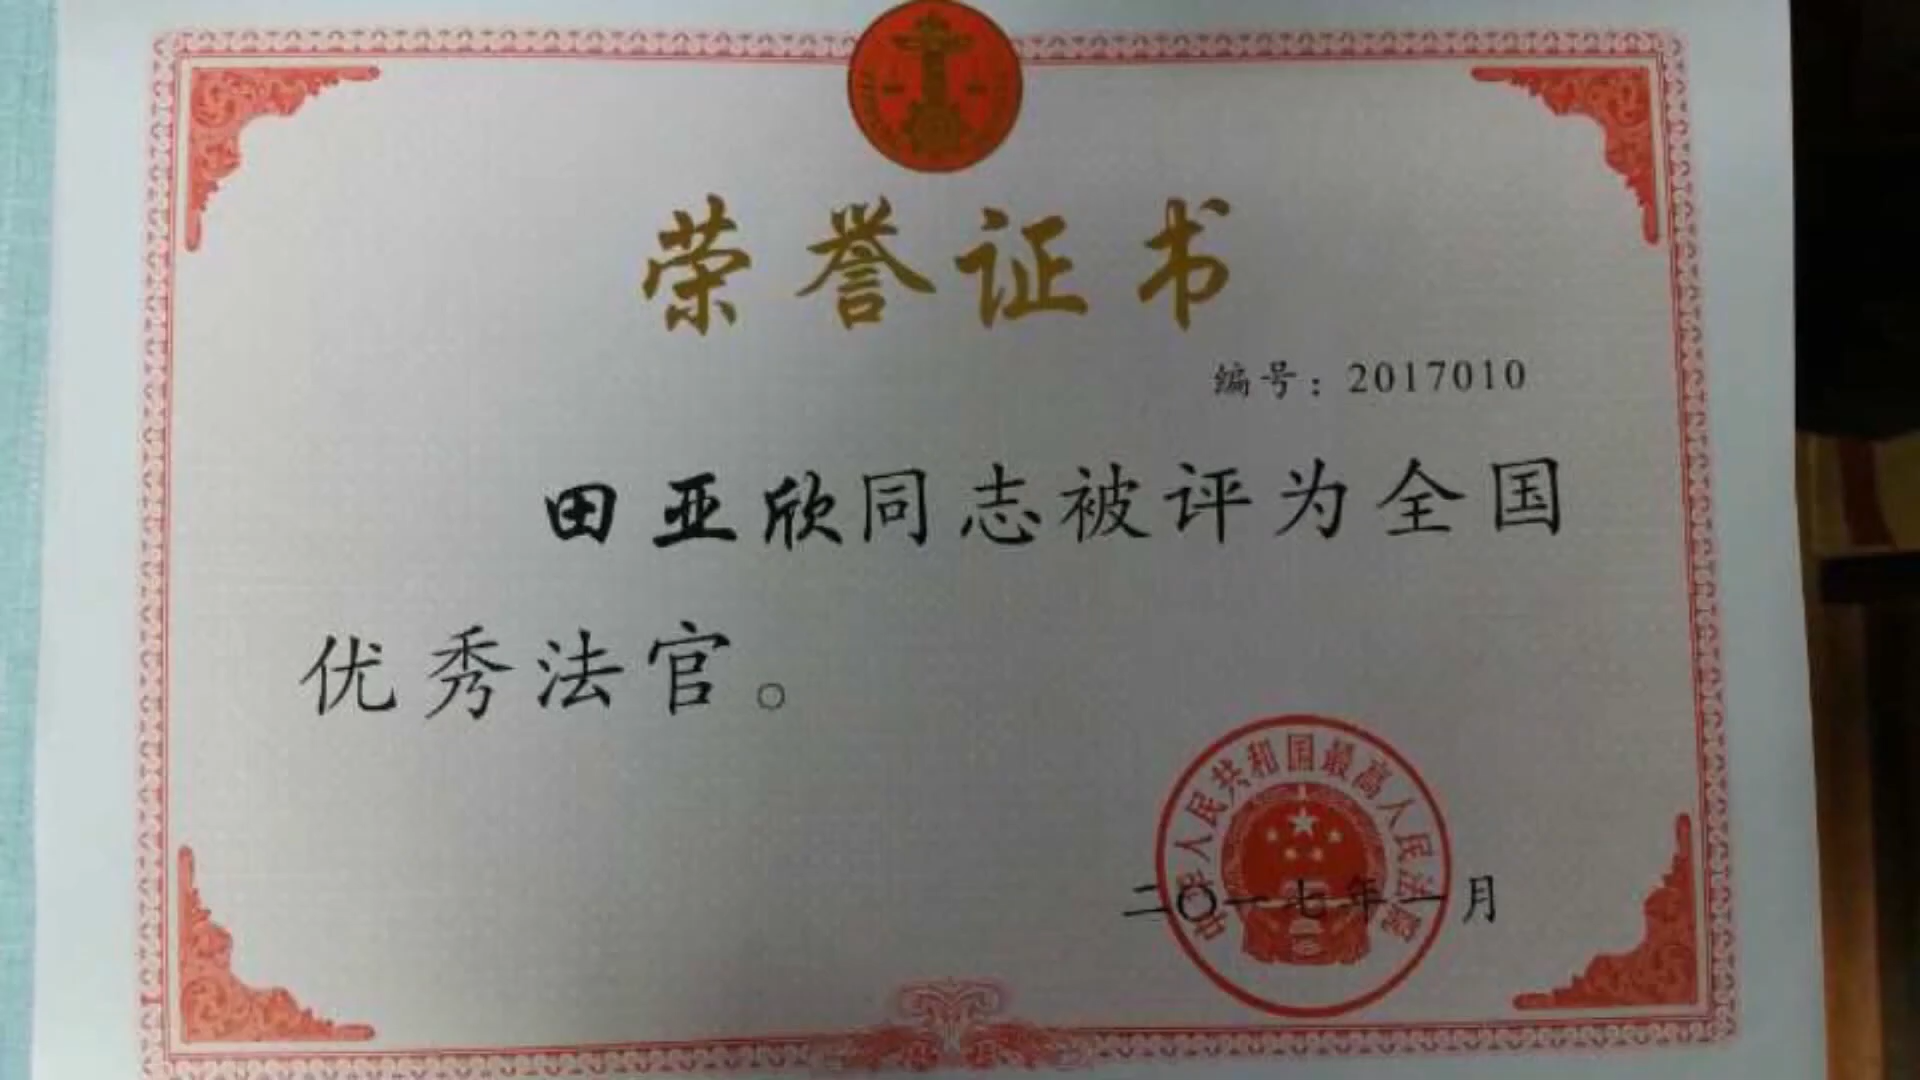 荣誉证书
编号：2017010
田亚欣同志被评为全国
优秀法官。
中华人民共和国最高人民法院
二〇一七年一月